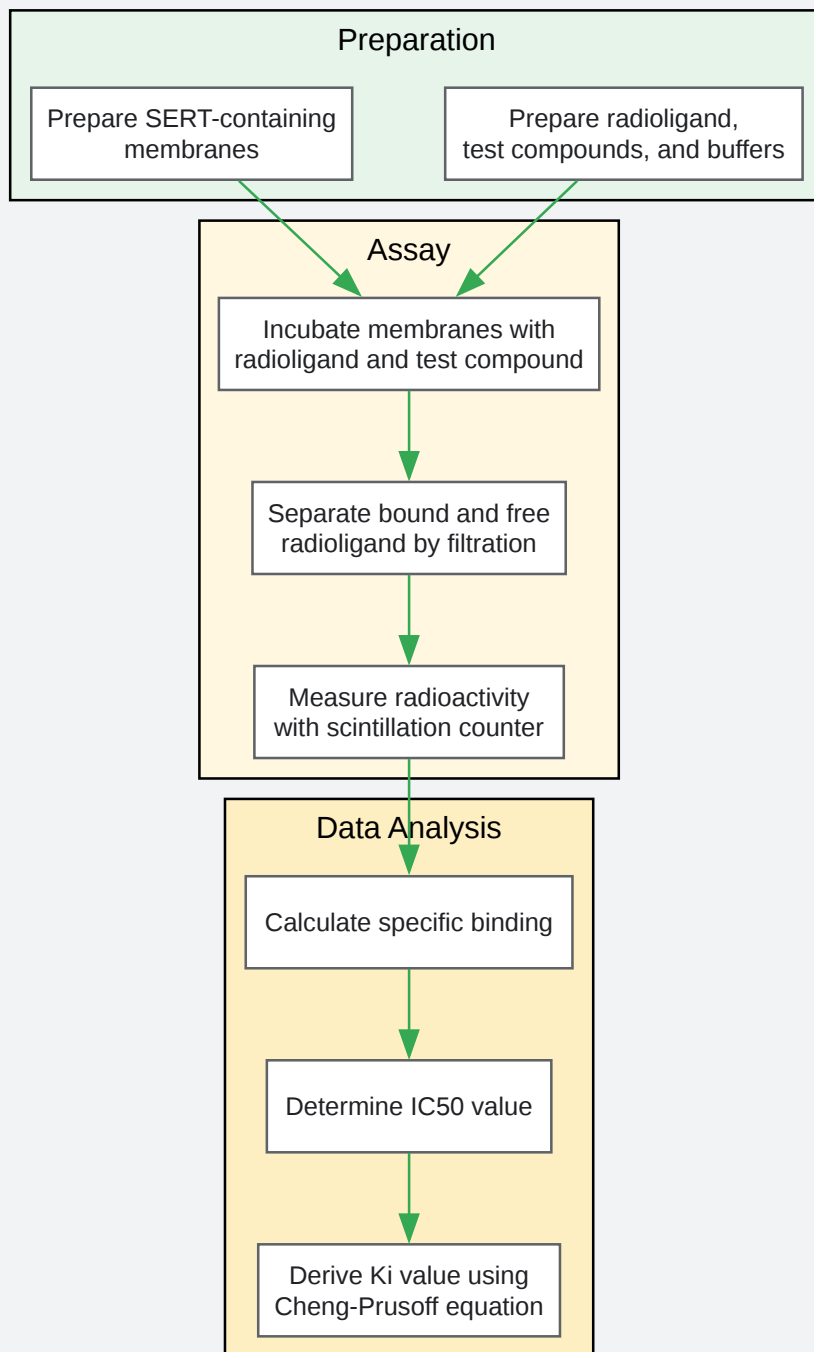 Preparation
Prepare SERT-containing
membranes
Prepare radioligand,
test compounds, and buffers
Assay
Incubate membranes with
radioligand and test compound
Separate bound and free
radioligand by filtration
Measure radioactivity
with scintillation counter
Data Analysis
Calculate specific binding
Determine IC50 value
Derive Ki value using
Cheng-Prusoff equation